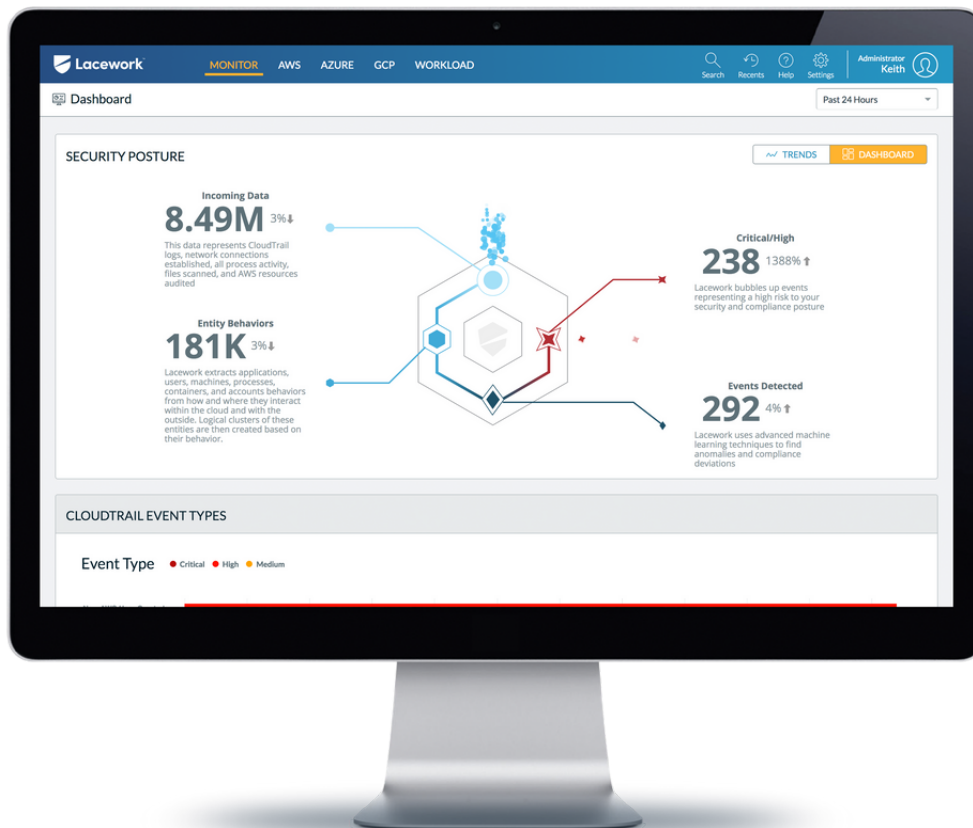 Lacework
MONITOR AWS AZURE GCP WORKLOAD
Search Recents Help Settings
Administrator
Keith
Dashboard
Past 24 Hours
SECURITY POSTURE
TRENDS DASHBOARD
Incoming Data
8.49M 3%
This data represents CloudTrail
logs, network connections
established, all process activity,
files scanned, and AWS resources
audited
Entity Behaviors
181K 3%
Lacework extracts applications,
users, machines, processes,
containers, and accounts behaviors
from how and where they interact
within the cloud and with the
outside. Logical clusters of these
entities are then created based on
their behavior.
Critical/High
238 1388%
Lacework bubbles up events
representing a high risk to your
security and compliance posture
Events Detected
292 4%
Lacework uses advanced machine
learning techniques to find
anomalies and compliance
deviations
CLOUDTRAIL EVENT TYPES
Event Type Critical High Medium